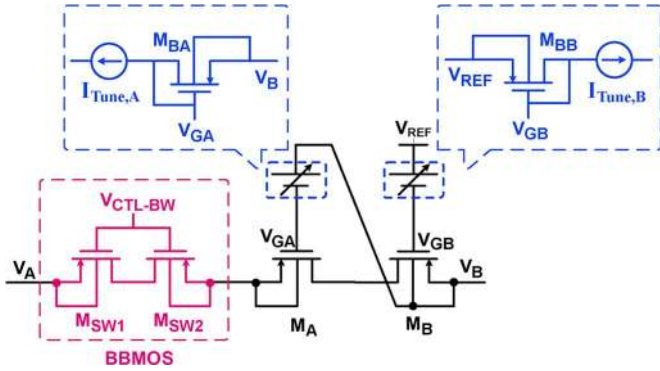 M_BA
V_B
I_Tune,A
V_GA
V_REF
M_BB
I_Tune,B
V_GB
V_REF
V_CTL-BW
V_GA
V_GB
V_A
V_B
M_SW1
M_SW2
M_A
M_B
BBMOS